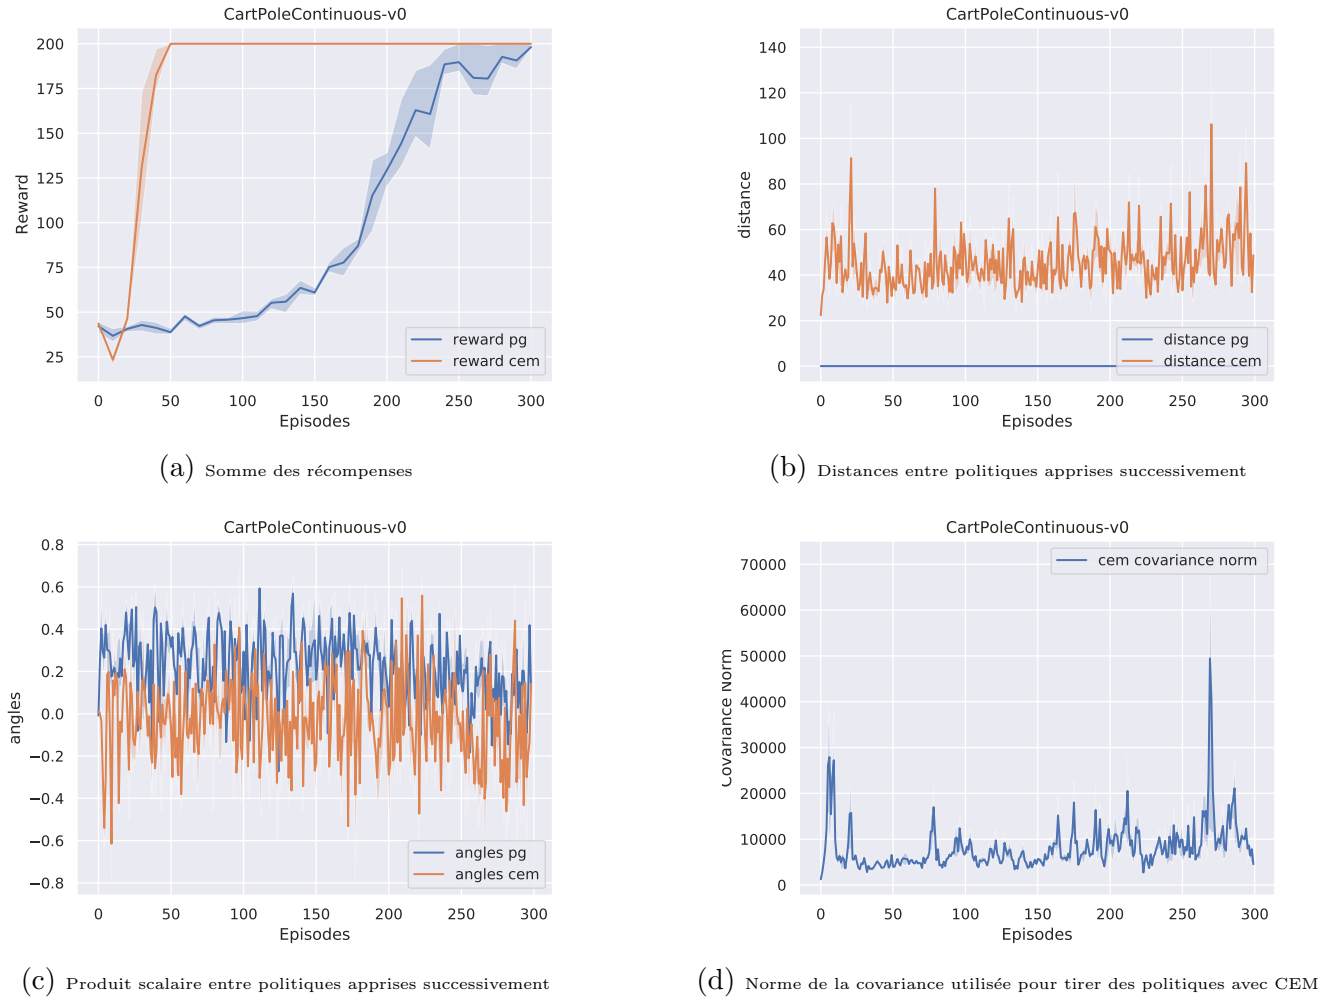 CartPoleContinuous-v0
200
175
150
125
100
75
50
25
Reward
0
50
100
150
200
250
300
Episodes
reward pg
reward cem
(a) Somme des récompenses
CartPoleContinuous-v0
140
120
100
80
60
40
20
0
distance
0
50
100
150
200
250
300
Episodes
distance pg
distance cem
(b) Distances entre politiques apprises successivement
CartPoleContinuous-v0
0.8
0.6
0.4
0.2
0.0
−0.2
−0.4
−0.6
−0.8
angles
0
50
100
150
200
250
300
Episodes
angles pg
angles cem
(c) Produit scalaire entre politiques apprises successivement
CartPoleContinuous-v0
70000
60000
50000
40000
30000
20000
10000
0
Covariance Norm
0
50
100
150
200
250
300
Episodes
cem covariance norm
(d) Norme de la covariance utilisée pour tirer des politiques avec CEM